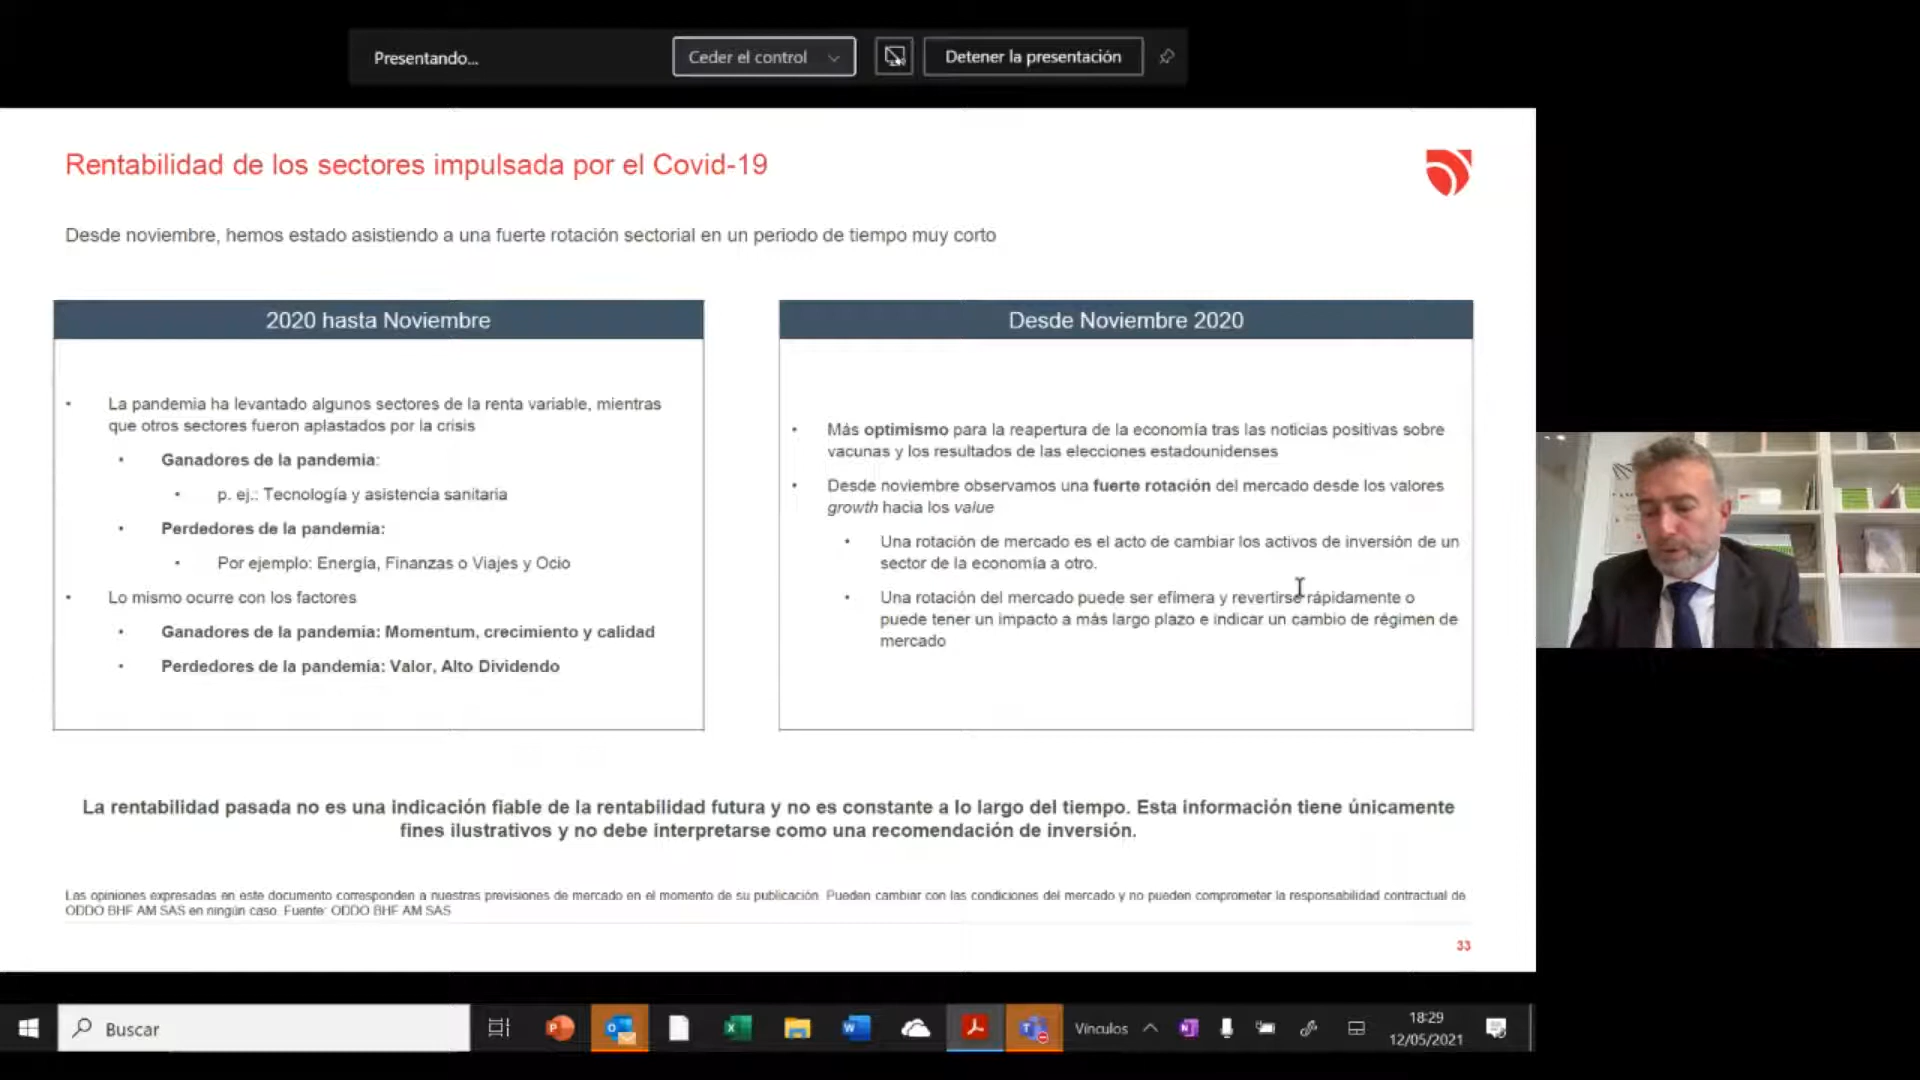 Presentando...
Ceder el control
Detener la presentación
Rentabilidad de los sectores impulsada por el Covid-19
Desde noviembre, hemos estado asistiendo a una fuerte rotación sectorial en un periodo de tiempo muy corto
2020 hasta Noviembre
• La pandemia ha levantado algunos sectores de la renta variable, mientras
que otros sectores fueron aplastados por la crisis
• Ganadores de la pandemia:
• p. ej.: Tecnología y asistencia sanitaria
• Perdedores de la pandemia:
• Por ejemplo: Energía, Finanzas o Viajes y Ocio
• Lo mismo ocurre con los factores
• Ganadores de la pandemia: Momentum, crecimiento y calidad
• Perdedores de la pandemia: Valor, Alto Dividendo
Desde Noviembre 2020
• Más optimismo para la reapertura de la economía tras las noticias positivas sobre
vacunas y los resultados de las elecciones estadounidenses
• Desde noviembre observamos una fuerte rotación del mercado desde los valores
growth hacia los value
• Una rotación de mercado es el acto de cambiar los activos de inversión de un
sector de la economía a otro.
• Una rotación del mercado puede ser efímera y revertirse rápidamente o
puede tener un impacto a más largo plazo e indicar un cambio de régimen de
mercado
La rentabilidad pasada no es una indicación fiable de la rentabilidad futura y no es constante a lo largo del tiempo. Esta información tiene únicamente
fines ilustrativos y no debe interpretarse como una recomendación de inversión.
Las opiniones expresadas en este documento corresponden a nuestras previsiones de mercado en el momento de su publicación. Pueden cambiar con las condiciones del mercado y no pueden comprometer la responsabilidad contractual de
ODDO BHF AM SAS en ningún caso. Fuente: ODDO BHF AM SAS
33
Buscar
Vínculos
18:29
12/05/2021